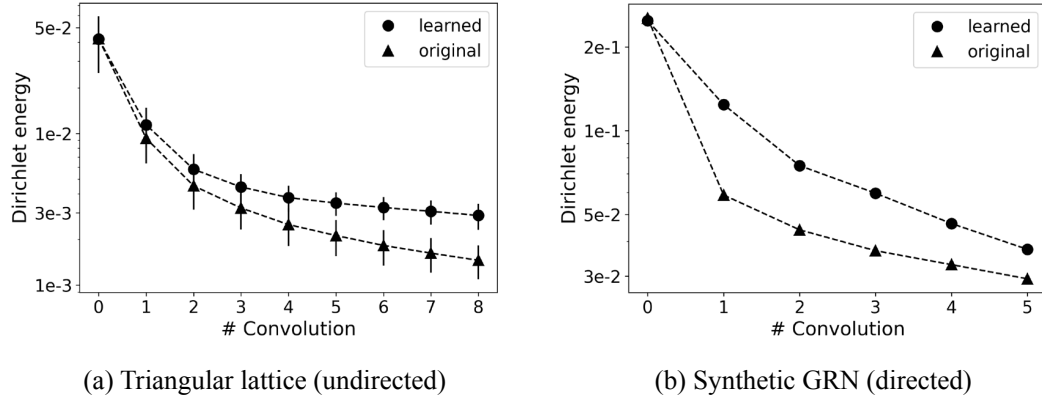 Dirichlet energy
5e-2
1e-2
3e-3
1e-3
learned
original
0 1 2 3 4 5 6 7 8
# Convolution
(a) Triangular lattice (undirected)
Dirichlet energy
2e-1
1e-1
5e-2
3e-2
learned
original
0 1 2 3 4 5
# Convolution
(b) Synthetic GRN (directed)